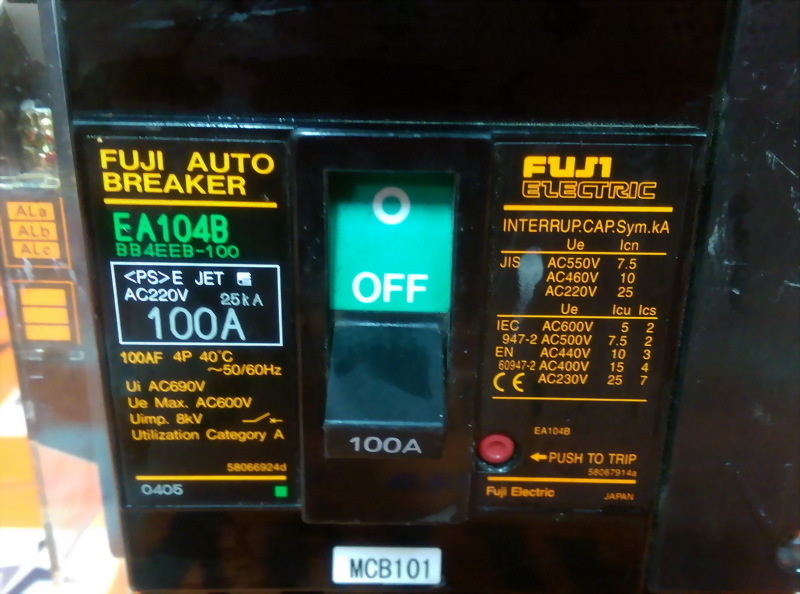 ALa
ALb
ALc
FUJI AUTO
BREAKER
EA104B
BB4EEB-100
<PS>E JET
AC220V 25kA
100A
100AF 4P 40°C
~50/60Hz
Ui AC690V
Ue Max. AC600V
Uimp. 8kV
Utilization Category A
58066924d
0405
O
OFF
100A
FUJI
ELECTRIC
INTERRUP.CAP.Sym.kA
Ue Icn
JIS AC550V 7.5
AC460V 10
AC220V 25
Ue Icu Ics
IEC AC600V 5 2
947-2 AC500V 7.5 2
EN AC440V 10 3
60947-2 AC400V 15 4
CE AC230V 25 7
EA104B
←PUSH TO TRIP
58067914a
Fuji Electric JAPAN
MCB101